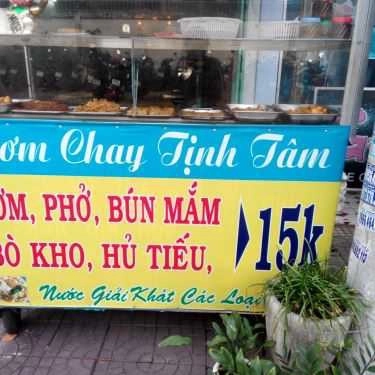 ơm Chay Tịnh Tâm
ƠM, PHỞ, BÚN MẮM
BÒ KHO, HỦ TIẾU,
15k
Nước Giải Khát Các Loại